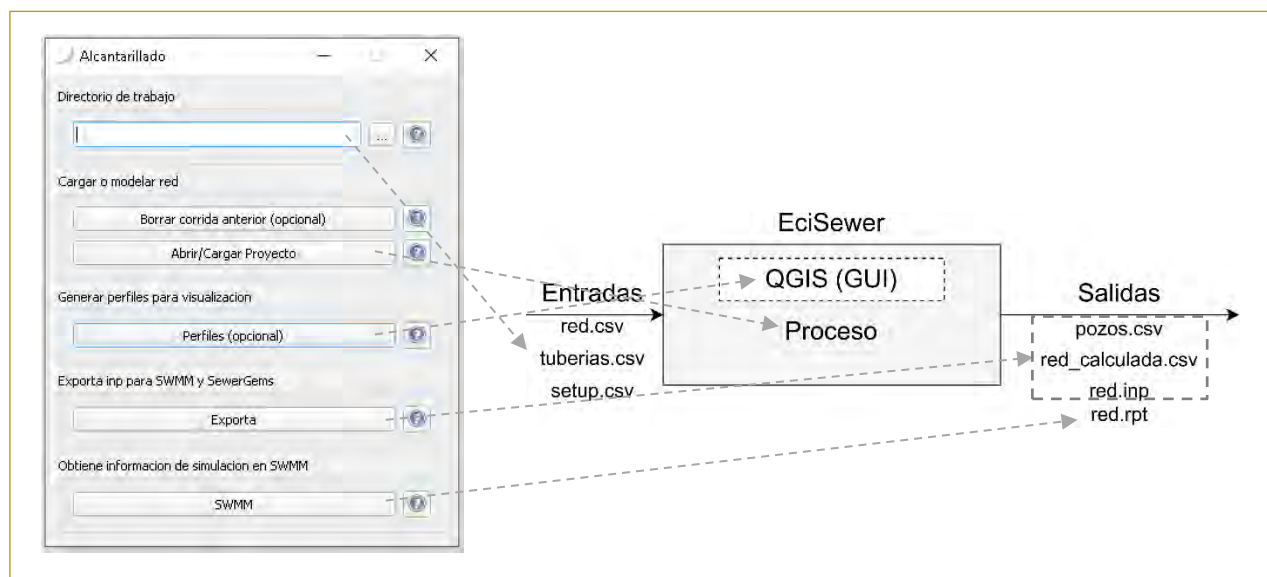 Alcantarillado
Directorio de trabajo
...
Cargar o modelar red
Borrar corrida anterior (opcional)
Abrir/Cargar Proyecto
Generar perfiles para visualizacion
Perfiles (opcional)
Exporta inp para SWMM y SewerGems
Exporta
Obtiene informacion de simulacion en SWMM
SWMM
EciSewer
QGIS (GUI)
Proceso
Entradas
red.csv
tuberias.csv
setup.csv
Salidas
pozos.csv
red_calculada.csv
red.inp
red.rpt